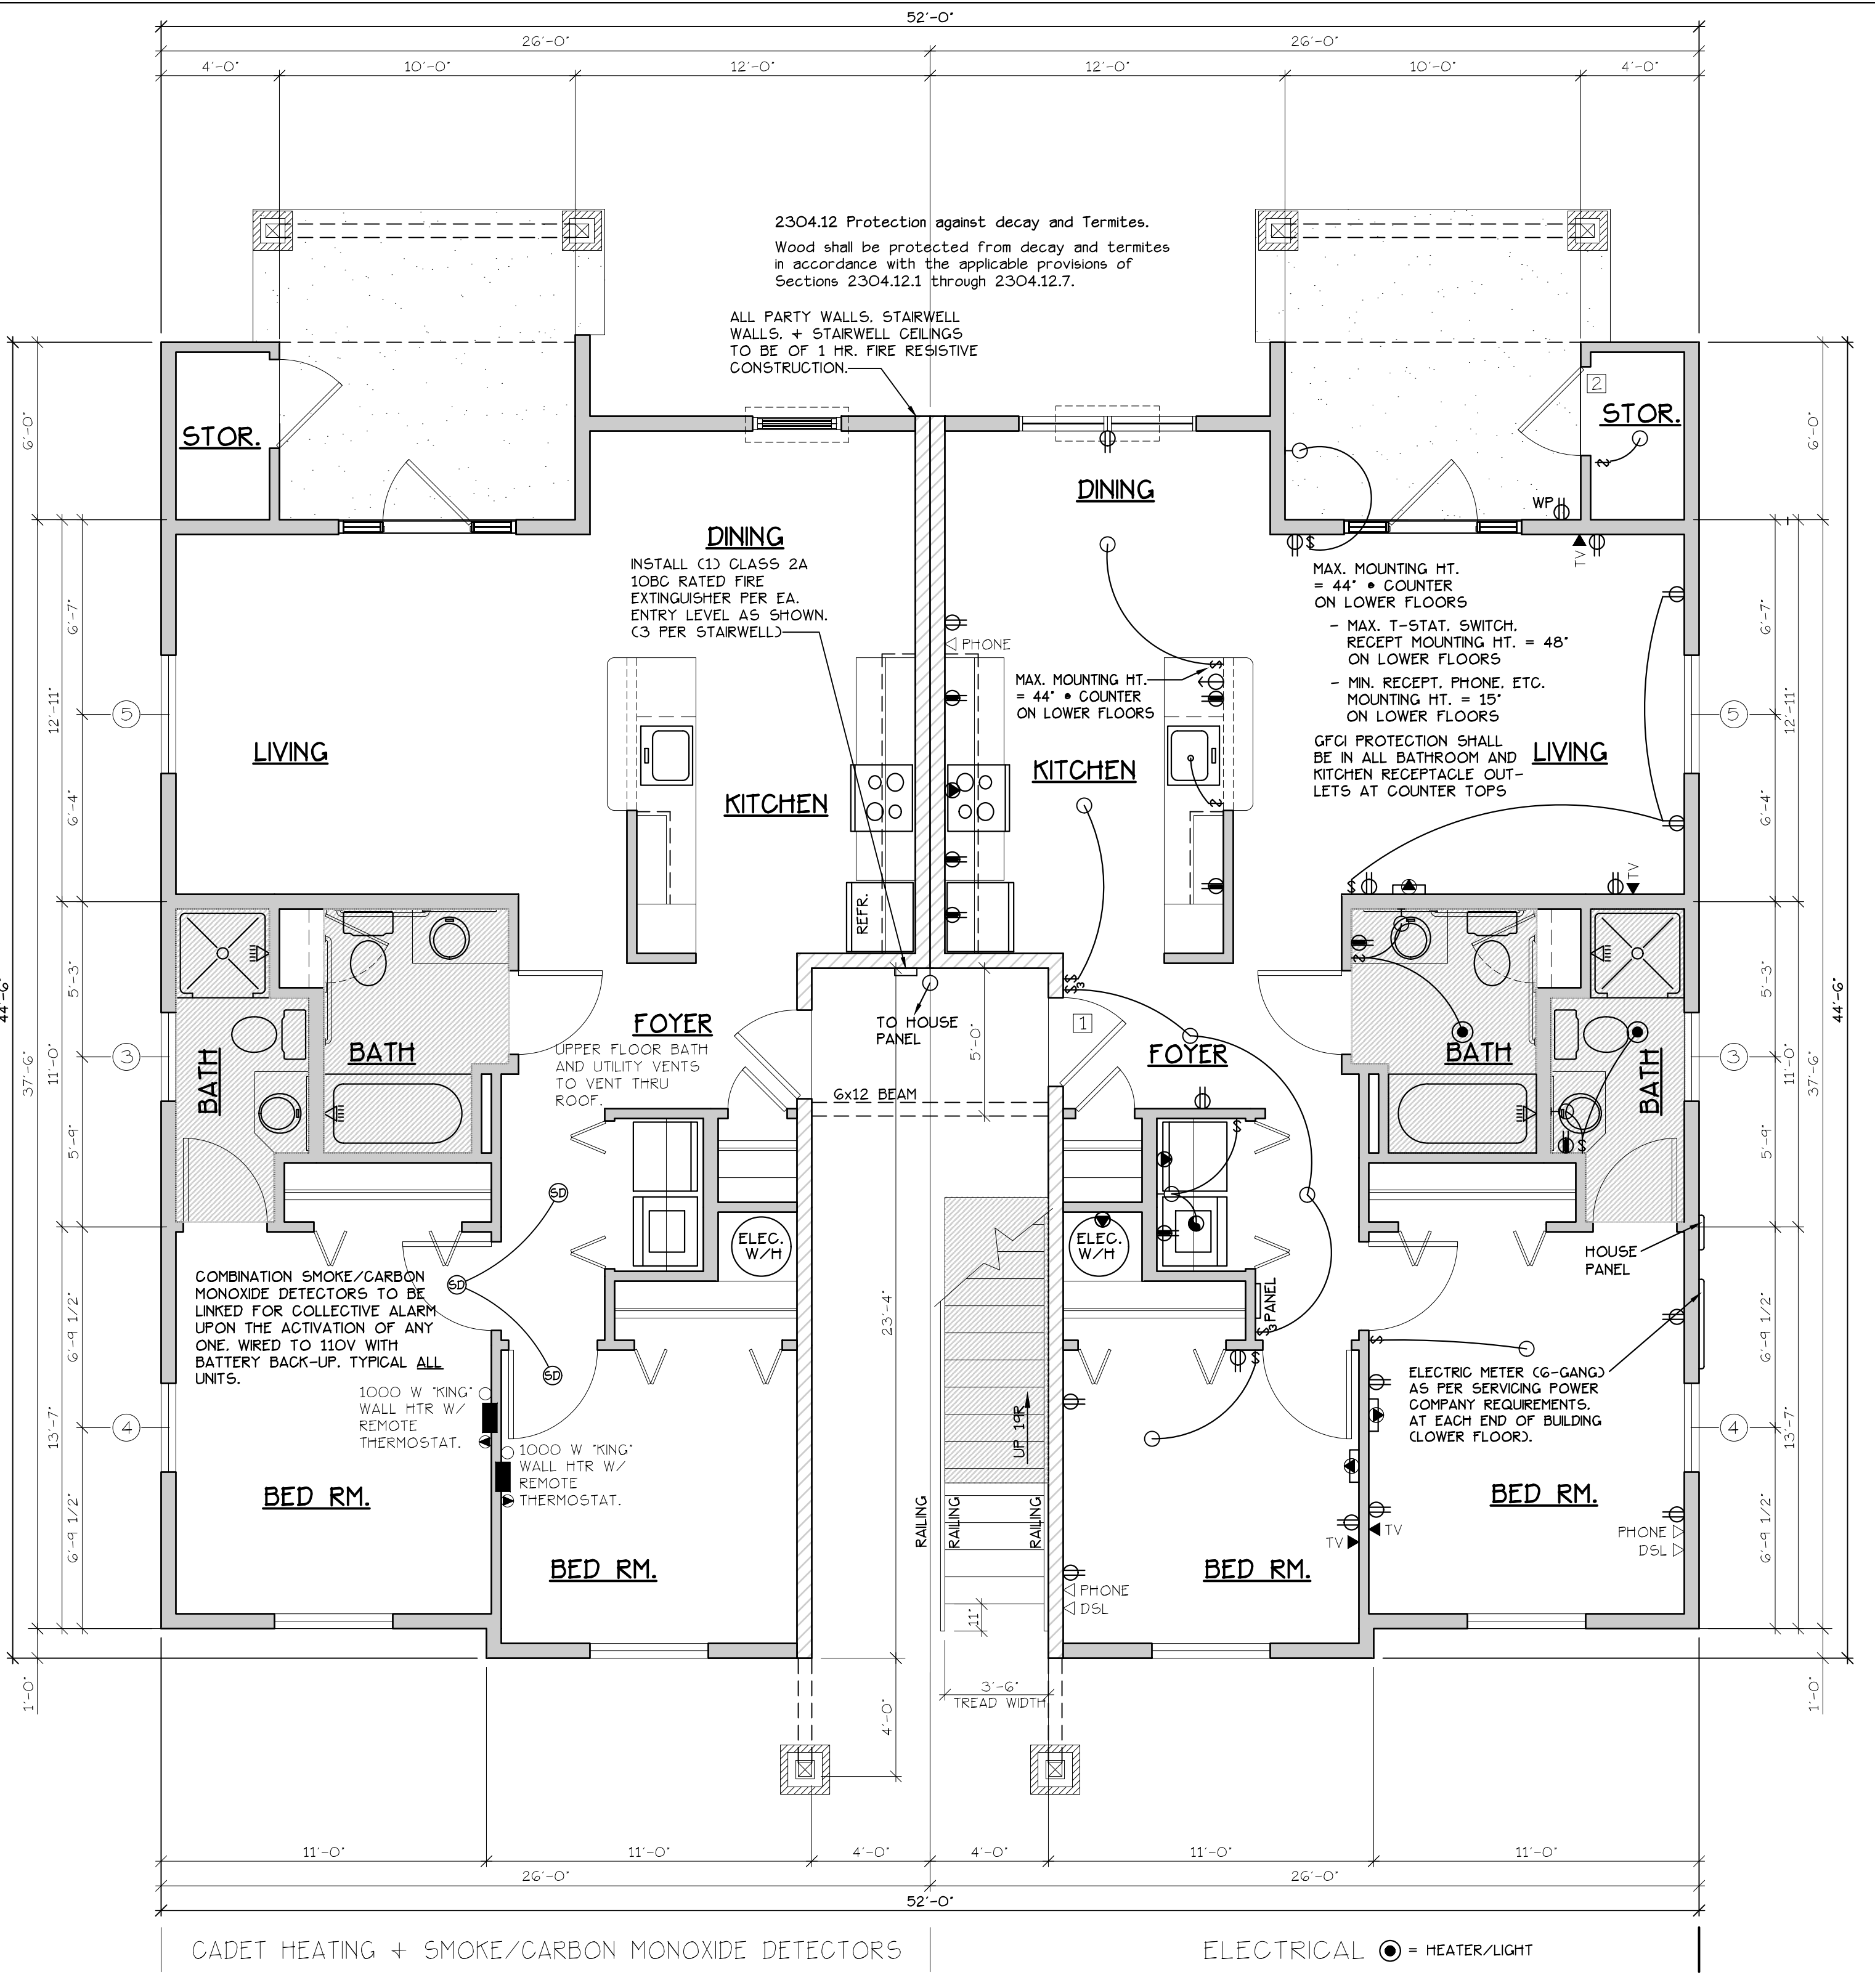 52'-0"
26'-0"
26'-0"
4'-0"
10'-0"
12'-0"
12'-0"
10'-0"
4'-0"
2304.12 Protection against decay and Termites.
Wood shall be protected from decay and termites
in accordance with the applicable provisions of
Sections 2304.12.1 through 2304.12.7.
ALL PARTY WALLS, STAIRWELL
WALLS, + STAIRWELL CEILINGS
TO BE OF 1 HR. FIRE RESISTIVE
CONSTRUCTION.
STOR.
2
STOR.
6'-0"
6'-0"
DINING
WP
DINING
INSTALL (1) CLASS 2A
10BC RATED FIRE
EXTINGUISHER PER EA.
ENTRY LEVEL AS SHOWN.
(3 PER STAIRWELL)
S
TV
MAX. MOUNTING HT.
= 44" @ COUNTER
ON LOWER FLOORS
- MAX. T-STAT, SWITCH,
RECEPT MOUNTING HT. = 48"
ON LOWER FLOORS
- MIN. RECEPT, PHONE, ETC.
MOUNTING HT. = 15"
ON LOWER FLOORS
GFCI PROTECTION SHALL
BE IN ALL BATHROOM AND
KITCHEN RECEPTACLE OUT-
LETS AT COUNTER TOPS
PHONE
MAX. MOUNTING HT.
= 44" @ COUNTER
ON LOWER FLOORS
S
6'-7"
12'-11"
6'-4"
5
6'-7"
12'-11"
6'-4"
5
LIVING
KITCHEN
KITCHEN
LIVING
S
S
TV
REFR.
44'-6"
37'-6"
5'-3"
11'-0"
5'-9"
3
5'-3"
11'-0"
5'-9"
3
37'-6"
44'-6"
BATH
BATH
FOYER
UPPER FLOOR BATH
AND UTILITY VENTS
TO VENT THRU
ROOF.
TO HOUSE
PANEL
5'-0"
6x12 BEAM
S
S3
1
FOYER
BATH
BATH
S
S
SD
SD
SD
ELEC.
W/H
ELEC.
W/H
HOUSE
PANEL
PANEL
S3
COMBINATION SMOKE/CARBON
MONOXIDE DETECTORS TO BE
LINKED FOR COLLECTIVE ALARM
UPON THE ACTIVATION OF ANY
ONE. WIRED TO 110V WITH
BATTERY BACK-UP. TYPICAL ALL
UNITS.
1000 W "KING"
WALL HTR W/
REMOTE
THERMOSTAT.
1000 W "KING"
WALL HTR W/
REMOTE
THERMOSTAT.
23'-4"
UP 19R
S
S
ELECTRIC METER (6-GANG)
AS PER SERVICING POWER
COMPANY REQUIREMENTS.
AT EACH END OF BUILDING
(LOWER FLOOR).
6'-9 1/2"
13'-7"
6'-9 1/2"
4
6'-9 1/2"
13'-7"
6'-9 1/2"
4
BED RM.
BED RM.
RAILING
RAILING
RAILING
BED RM.
BED RM.
TV
TV
PHONE
DSL
PHONE
DSL
11"
1'-0"
1'-0"
3'-6"
TREAD WIDTH
4'-0"
11'-0"
11'-0"
4'-0"
4'-0"
11'-0"
11'-0"
26'-0"
26'-0"
52'-0"
CADET HEATING + SMOKE/CARBON MONOXIDE DETECTORS
ELECTRICAL
= HEATER/LIGHT